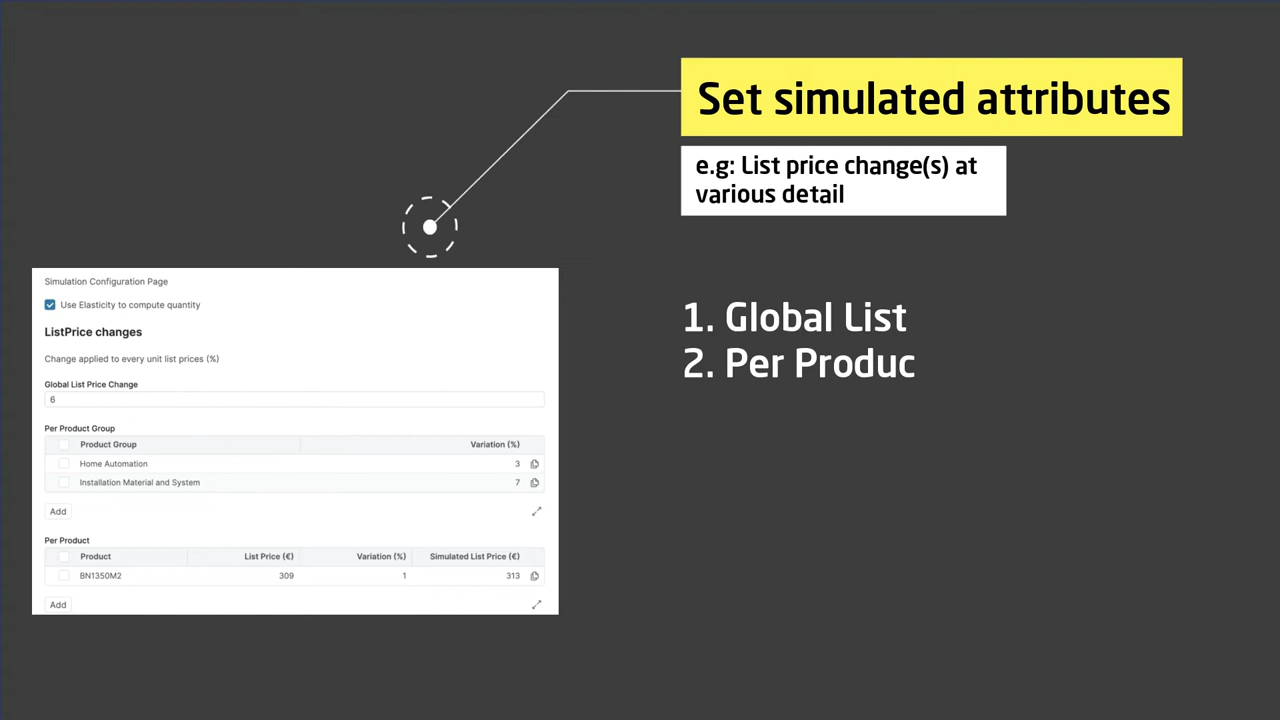 Set simulated attributes
e.g: List price change(s) at
various detail
Simulation Configuration Page
Use Elasticity to compute quantity
ListPrice changes
Change applied to every unit list prices (%)
Global List Price Change
6
Per Product Group
Product Group Variation (%)
Home Automation 3
Installation Material and System 7
Add
Per Product
Product List Price (€) Variation (%) Simulated List Price (€)
BN1350M2 309 1 313
Add
1. Global List
2. Per Produc